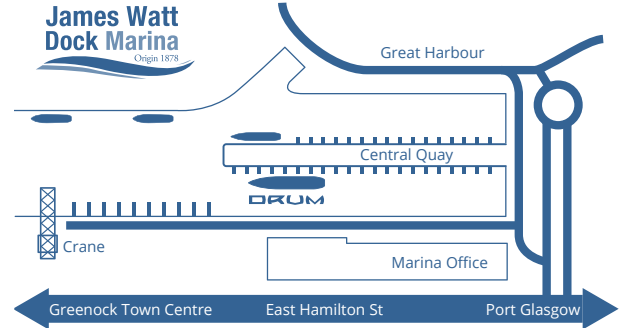 James Watt
Dock Marina
Origin 1878
Great Harbour
Central Quay
DRUM
Crane
Marina Office
Greenock Town Centre
East Hamilton St
Port Glasgow